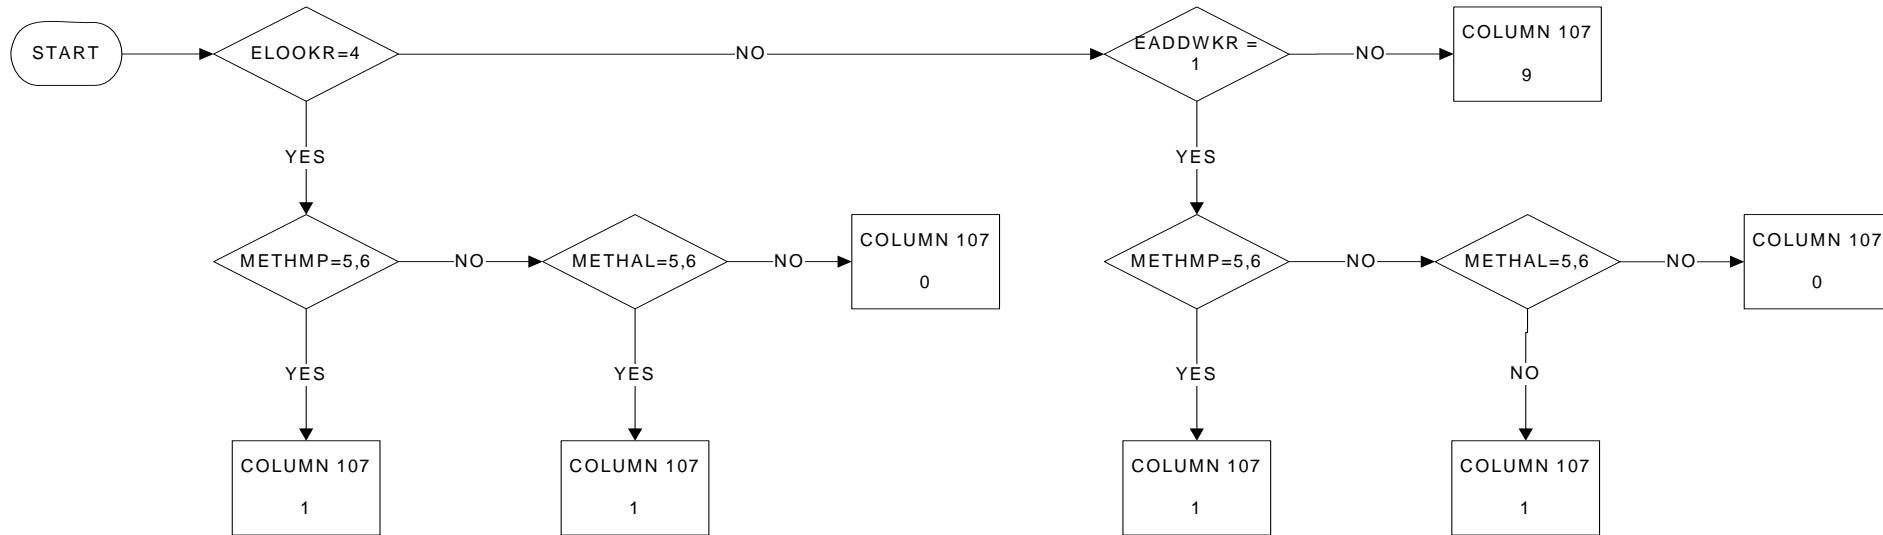 START
ELOOKR=4
NO
EADDWKR =
1
NO
COLUMN 107
9
YES
YES
METHMP=5,6
NO
METHAL=5,6
NO
COLUMN 107
0
METHMP=5,6
NO
METHAL=5,6
NO
COLUMN 107
0
YES
YES
YES
NO
COLUMN 107
1
COLUMN 107
1
COLUMN 107
1
COLUMN 107
1